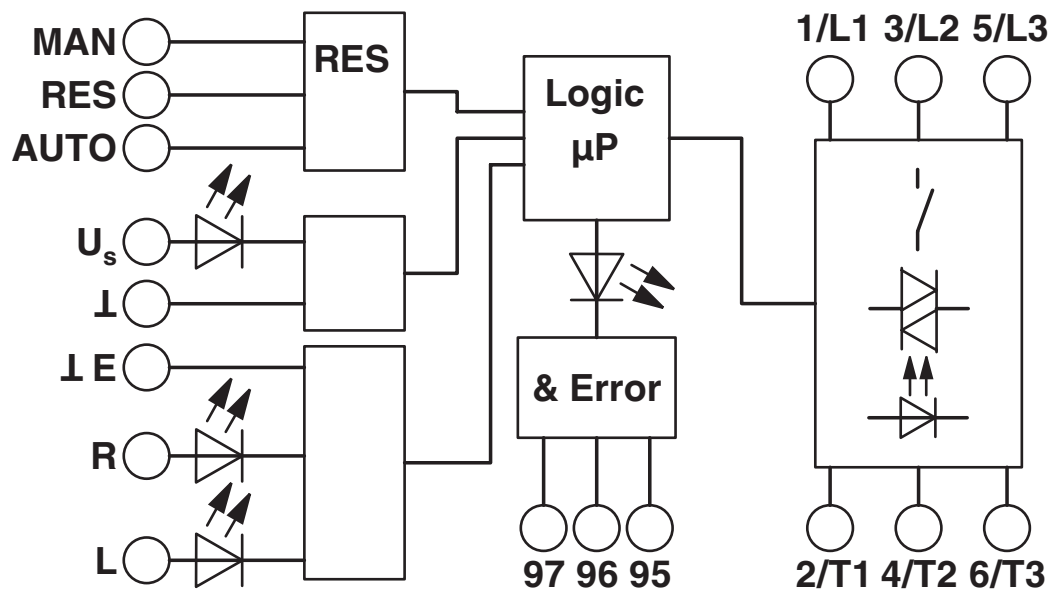 MAN
RES
AUTO
RES
U s
⊥
⊥ E
R
L
Logic
µP
& Error
97 96 95
1/L1 3/L2 5/L3
2/T1 4/T2 6/T3